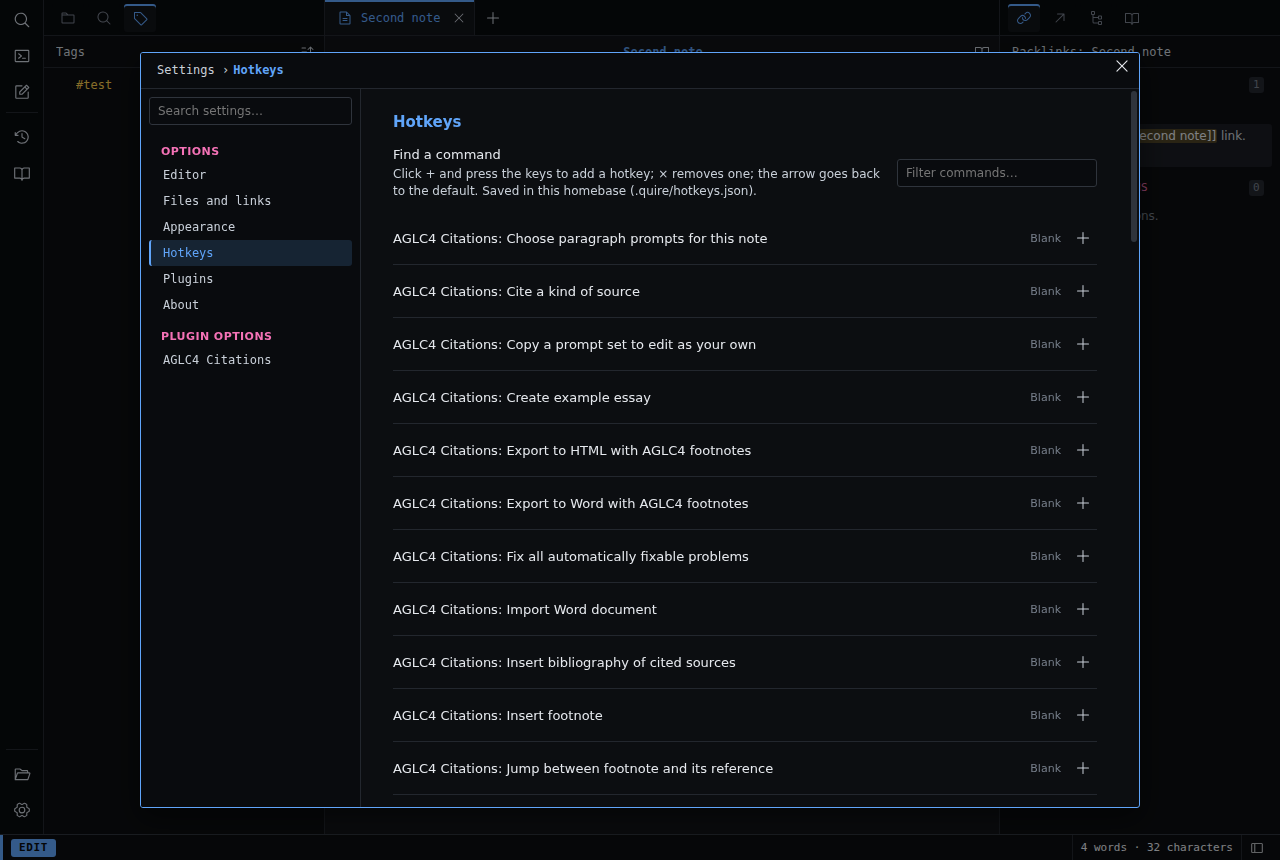 Second note
Tags
Second note
Backlinks: Second note
#test
1
econd note]] link.
S
0
ns.
Settings › Hotkeys
Search settings...
OPTIONS
Editor
Files and links
Appearance
Hotkeys
Plugins
About
PLUGIN OPTIONS
AGLC4 Citations
Hotkeys
Find a command
Click + and press the keys to add a hotkey; × removes one; the arrow goes back
to the default. Saved in this homebase (.quire/hotkeys.json).
Filter commands...
AGLC4 Citations: Choose paragraph prompts for this note Blank
AGLC4 Citations: Cite a kind of source Blank
AGLC4 Citations: Copy a prompt set to edit as your own Blank
AGLC4 Citations: Create example essay Blank
AGLC4 Citations: Export to HTML with AGLC4 footnotes Blank
AGLC4 Citations: Export to Word with AGLC4 footnotes Blank
AGLC4 Citations: Fix all automatically fixable problems Blank
AGLC4 Citations: Import Word document Blank
AGLC4 Citations: Insert bibliography of cited sources Blank
AGLC4 Citations: Insert footnote Blank
AGLC4 Citations: Jump between footnote and its reference Blank
EDIT
4 words · 32 characters